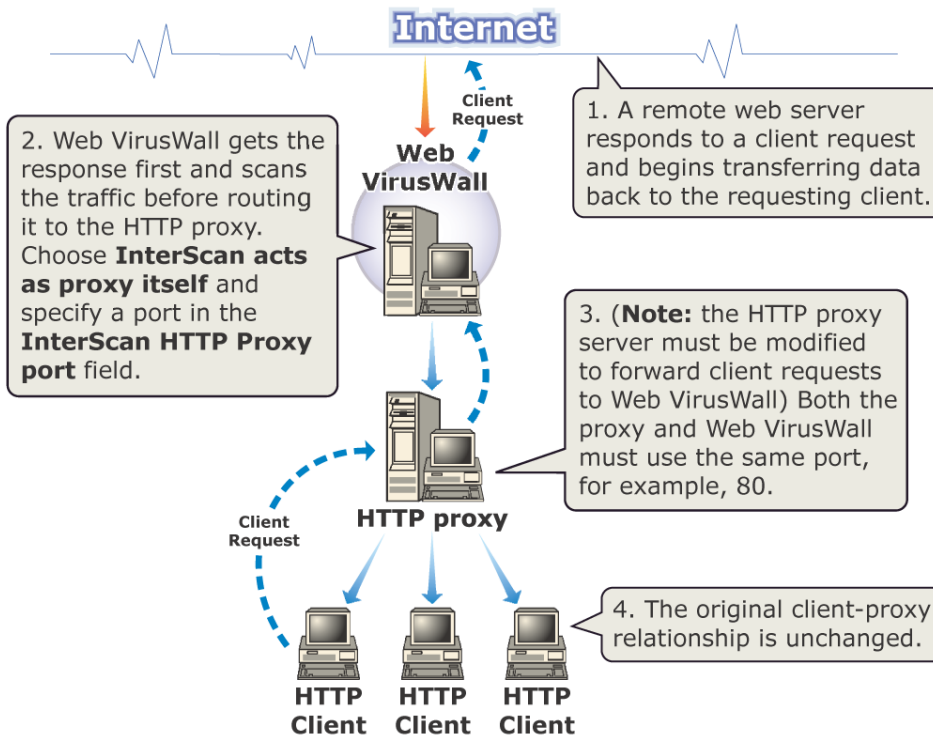 Internet
Client
Request
1. A remote web server
responds to a client request
and begins transferring data
back to the requesting client.
2. Web VirusWall gets the
response first and scans
the traffic before routing
it to the HTTP proxy.
Choose InterScan acts
as proxy itself and
specify a port in the
InterScan HTTP Proxy
port field.
Web
VirusWall
3. (Note: the HTTP proxy
server must be modified
to forward client requests
to Web VirusWall) Both the
proxy and Web VirusWall
must use the same port,
for example, 80.
HTTP proxy
Client
Request
4. The original client-proxy
relationship is unchanged.
HTTP
Client
HTTP
Client
HTTP
Client